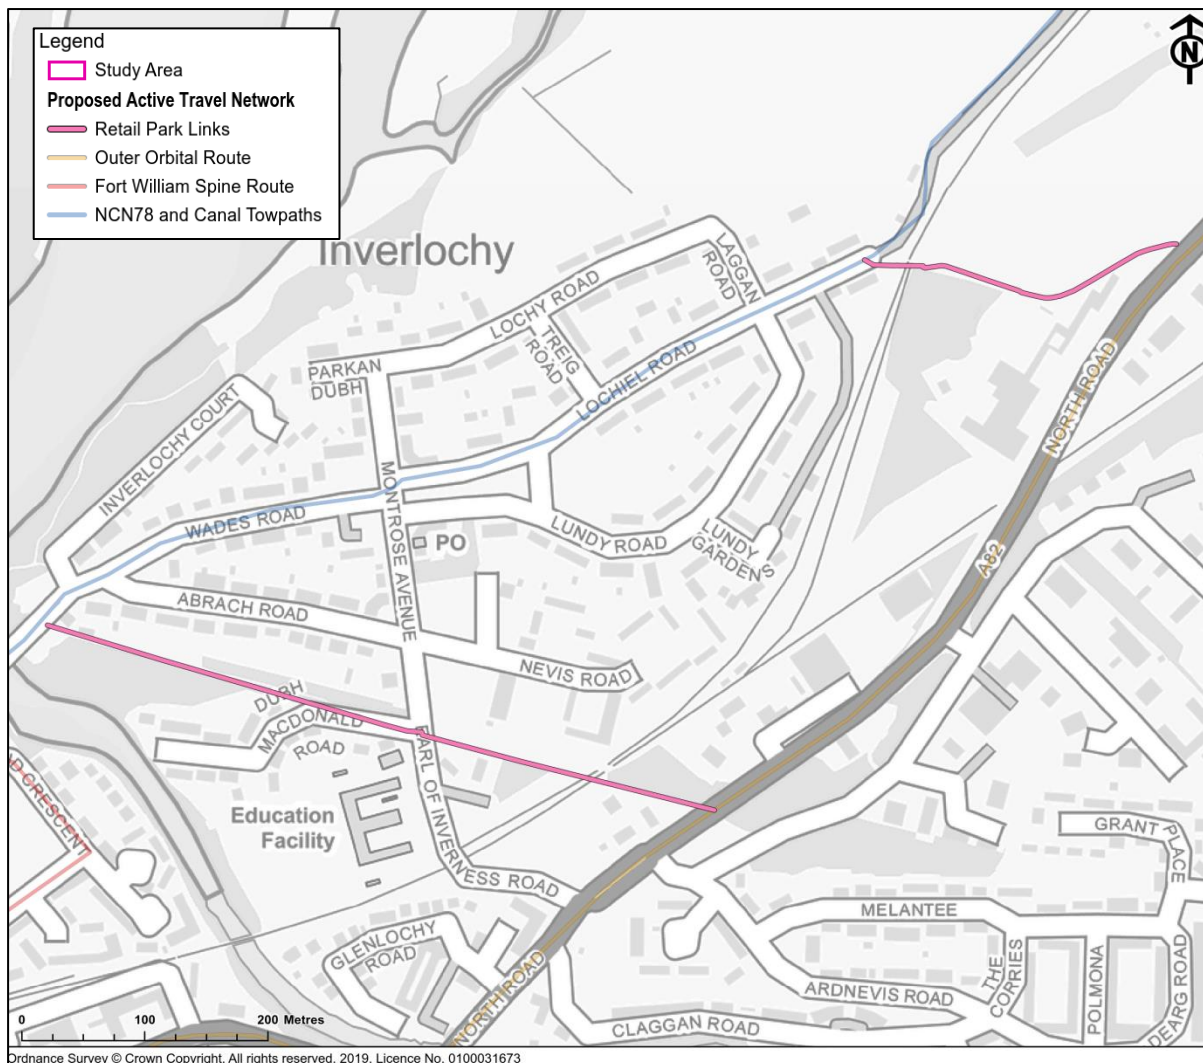 Legend
Study Area
Proposed Active Travel Network
Retail Park Links
Outer Orbital Route
Fort William Spine Route
NCN78 and Canal Towpaths
N
Inverlochy
LAGGAN
ROAD
LOCHY ROAD
TREIG
ROAD
PARKAN
DUBH
LOCHIEL ROAD
INVERLOCHY COURT
NORTH ROAD
MONTROSE AVENUE
WADES ROAD
PO
LUNDY ROAD
LUNDY
GARDENS
A82
ABRACH ROAD
NEVIS ROAD
DUBH
MACDONALD
ROAD
EARL OF INVERNESS ROAD
Education
Facility
CRESCENT
GRANT PLACE
MELANTEE
GLENLOCHY
ROAD
NORTH ROAD
THE
CORRIES
POLMONA
DEARG ROAD
ARDNEVIS ROAD
CLAGGAN ROAD
0 100 200 Metres
Ordnance Survey © Crown Copyright. All rights reserved. 2019. Licence No. 0100031673